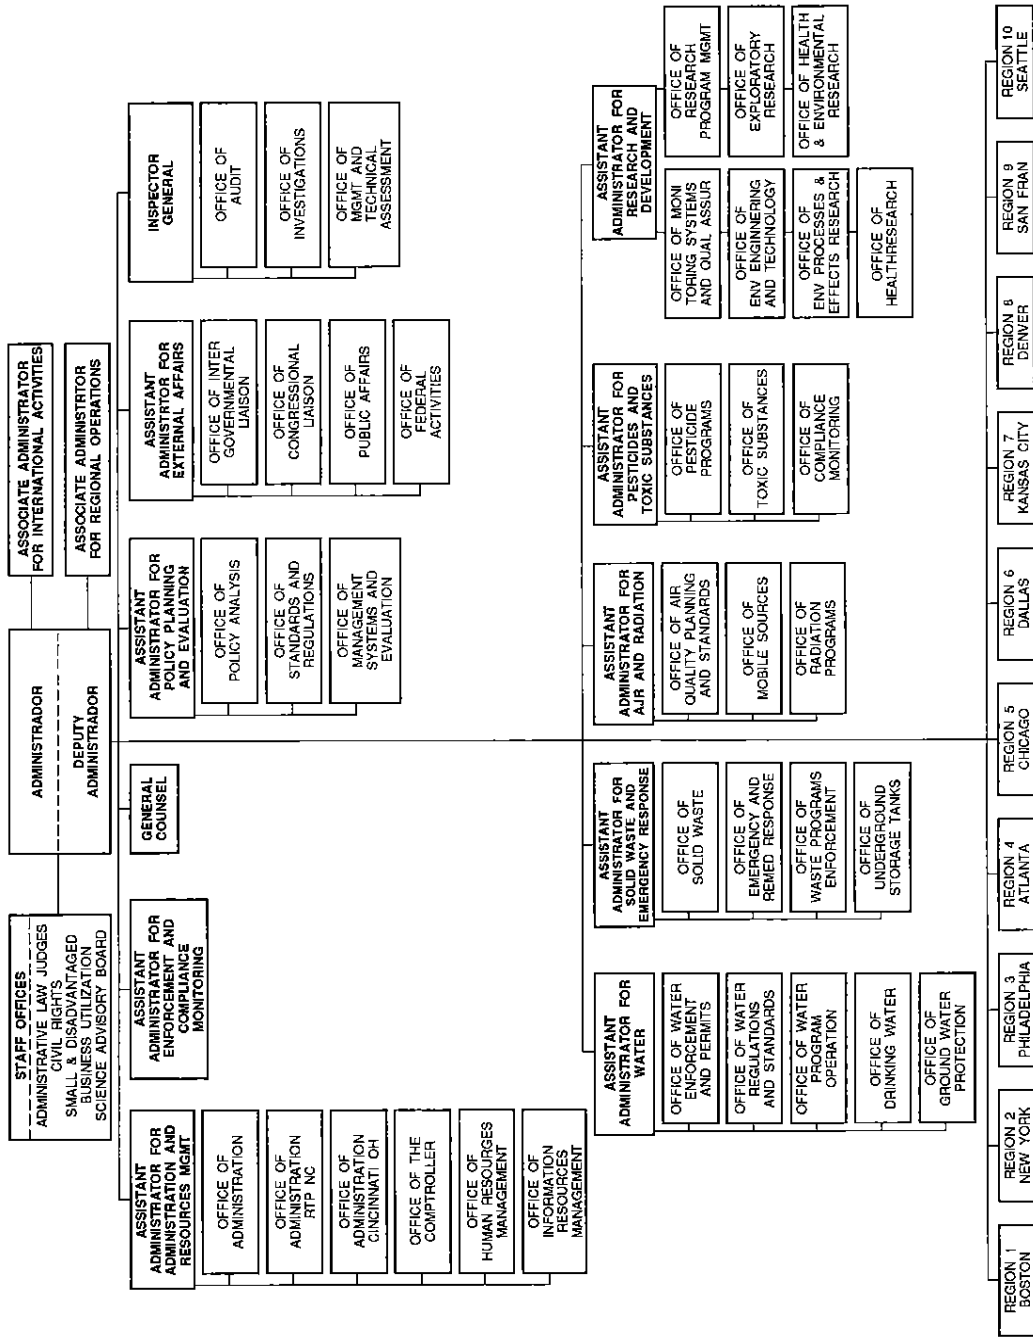 STAFF OFFICES
ADMINISTRATIVE LAW JUDGES
CIVIL RIGHTS
SMALL & DISADVANTAGED
BUSINESS UTILIZATION
SCIENCE ADVISORY BOARD
ADMINISTRADOR
DEPUTY
ADMINISTRADOR
ASSOCIATE ADMINISTRADOR
FOR INTERNATIONAL ACTIVITIES
ASSOCIATE ADMINISTRTOR
FOR REGIONAL OPERATIONS
ASSISTANT
ADMINISTRADOR FOR
ADMINISTRATION AND
RESOURCES MGMT
OFFICE OF
ADMINISTRATION
OFFICE OF
ADMINISTRATION
RTP NC
OFFICE OF
ADMINISTRATION
CINCINNATI OH
OFFICE OF THE
COMPTROLLER
OFFICE OF
HUMAN RESOURCES
MANAGEMENT
OFFICE OF
INFORMATION
RESOURCES
MANAGEMENT
ASSISTANT
ADMINISTRADOR FOR
ENFORCEMENT AND
COMPLIANCE
MONITORING
GENERAL
COUNSEL
ASSISTANT
ADMINISTRADOR FOR
POLICY PLANNING
AND EVALUATION
OFFICE OF
POLICY ANALYSIS
OFFICE OF
STANDARDS AND
REGULATIONS
OFFICE OF
MANAGEMENT
SYSTEMS AND
EVALUATION
ASSISTANT
ADMINISTRTOR FOR
EXTERNAL AFFAIRS
OFFICE OF INTER
GOVERNMENTAL
LIAISON
OFFICE OF
CONGRESSIONAL
LIAISON
OFFICE OF
PUBLIC AFFAIRS
OFFICE OF
FEDERAL
ACTIVITIES
INSPECTOR
GENERAL
OFFICE OF
AUDIT
OFFICE OF
INVESTIGATIONS
OFFICE OF
MGMT AND
TECHNICAL
ASSESSMENT
ASSISTANT
ADMINISTRADOR FOR
WATER
OFFICE OF WATER
ENFORCEMENT
AND PERMITS
OFFICE OF WATER
REGULATIONS
AND STANDARDS
OFFICE OF WATER
PROGRAM
OPERATION
OFFICE OF
DRINKING WATER
OFFICE OF
GROUND WATER
PROTECTION
ASSISTANT
ADMINISTRADOR FOR
SOLID WASTE AND
EMERGENCY RESPONSE
OFFICE OF
SOLID WASTE
OFFICE OF
EMERGENCY AND
REMED RESPONSE
OFFICE OF
WASTE PROGRAMS
ENFORCEMENT
OFFICE OF
UNDERGROUND
STORAGE TANKS
ASSISTANT
ADMINISTRADOR FOR
AJR AND RADIATION
OFFICE OF AIR
QUALITY PLANNING
AND STANDARDS
OFFICE OF
MOBILE SOURCES
OFFICE OF
RADIATION
PROGRAMS
ASSISTANT
ADMINISTRADOR FOR
PESTICIDES AND
TOXIC SUBSTANCES
OFFICE OF
PESTICIDE
PROGRAMS
OFFICE OF
TOXIC SUBSTANCES
OFFICE OF
COMPLIANCE
MONITORING
ASSISTANT
ADMINISTRADOR FOR
RESEARCH AND
DEVELOPMENT
OFFICE OF MONI
TORING SYSTEMS
AND QUAL ASSUR
OFFICE OF
ENV ENGINNERING
AND TECHNOLOGY
OFFICE OF
ENV PROCESSES &
EFFECTS RESEARCH
OFFICE OF
HEALTHRESEARCH
OFFICE OF
RESEARCH
PROGRAM MGMT
OFFICE OF
EXPLORATORY
RESEARCH
OFFICE OF HEALTH
& ENVIRONMENTAL
RESEARCH
REGION 1
BOSTON
REGION 2
NEW YORK
REGION 3
PHILADELPHIA
REGION 4
ATLANTA
REGION 5
CHICAGO
REGION 6
DALLAS
REGION 7
KANSAS CITY
REGION 8
DENVER
REGION 9
SAN FRAN
REGION 10
SEATTLE